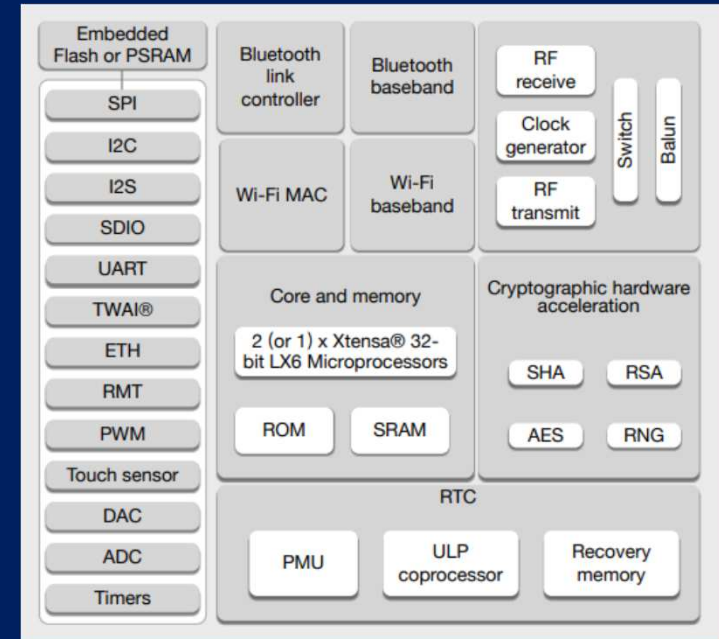 Embedded
Flash or PSRAM
SPI
I2C
I2S
SDIO
UART
TWAI®
ETH
RMT
PWM
Touch sensor
DAC
ADC
Timers
Bluetooth
link
controller
Bluetooth
baseband
Wi-Fi MAC
Wi-Fi
baseband
RF
receive
Clock
generator
RF
transmit
Switch
Balun
Core and memory
2 (or 1) x Xtensa® 32-
bit LX6 Microprocessors
ROM
SRAM
Cryptographic hardware
acceleration
SHA
RSA
AES
RNG
RTC
PMU
ULP
coprocessor
Recovery
memory